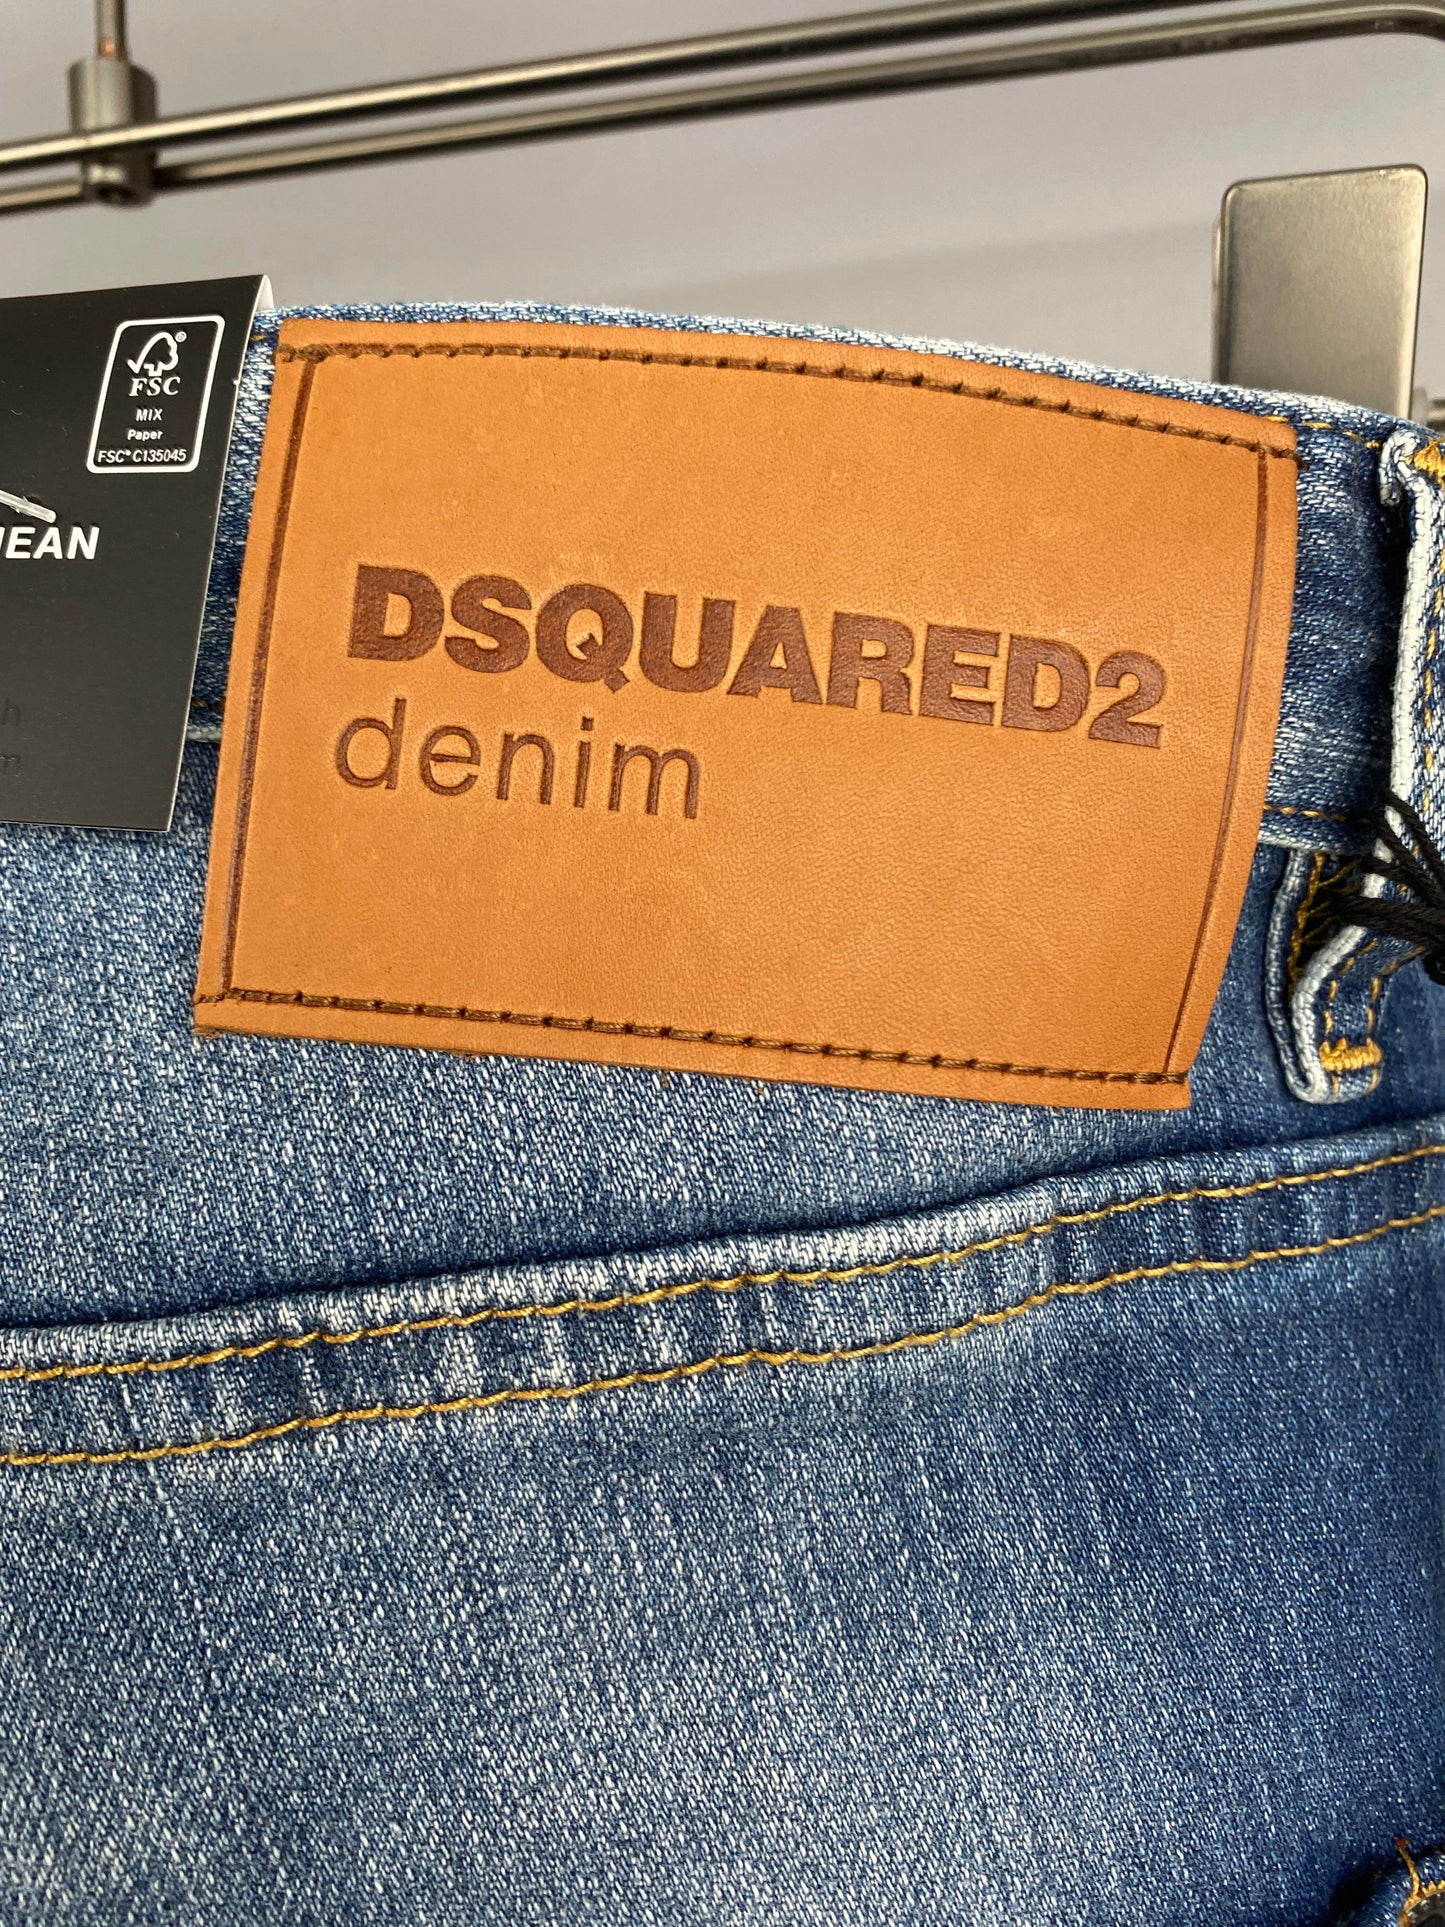 FSC
MIX
Paper
FSC® C135045
JEAN
DSQUARED2
denim